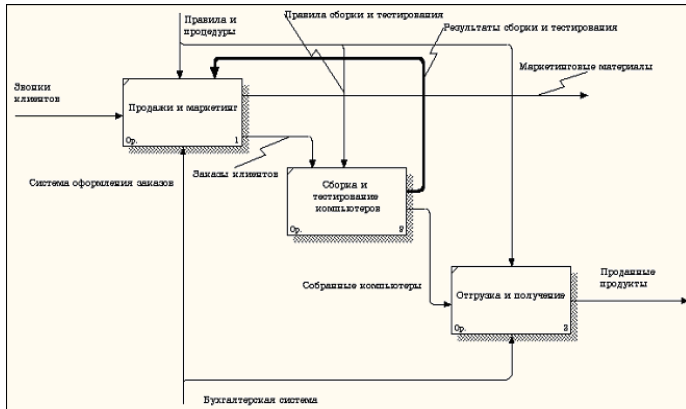 Правила и
процедуры
Правила сборки и тестирования
Результаты сборки и тестирования
Маркетинговые материалы
Звонки
клиентов
Продажи и маркетинг
0р. 1
Заказы клиентов
Система оформления заказов
Сборка и
тестирование
компьютеров
0р. 2
Собранные компьютеры
Отгрузка и получение
0р. 3
Проданные
продукты
Бухгалтерская система